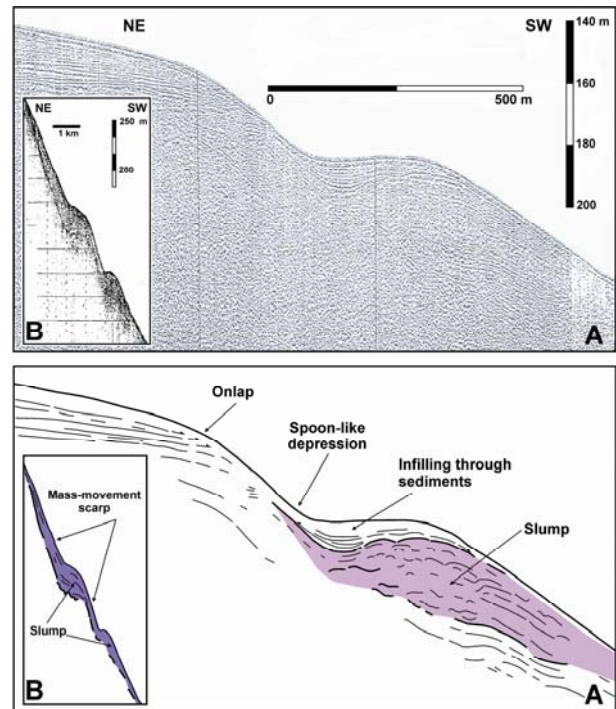 NE
SW
140 m
160
180
200
0
500 m
NE
SW
1 km
250 m
280
B
A
Onlap
Spoon-like
depression
Infilling through
sediments
Slump
Mass-movement
scarp
Slump
B
A